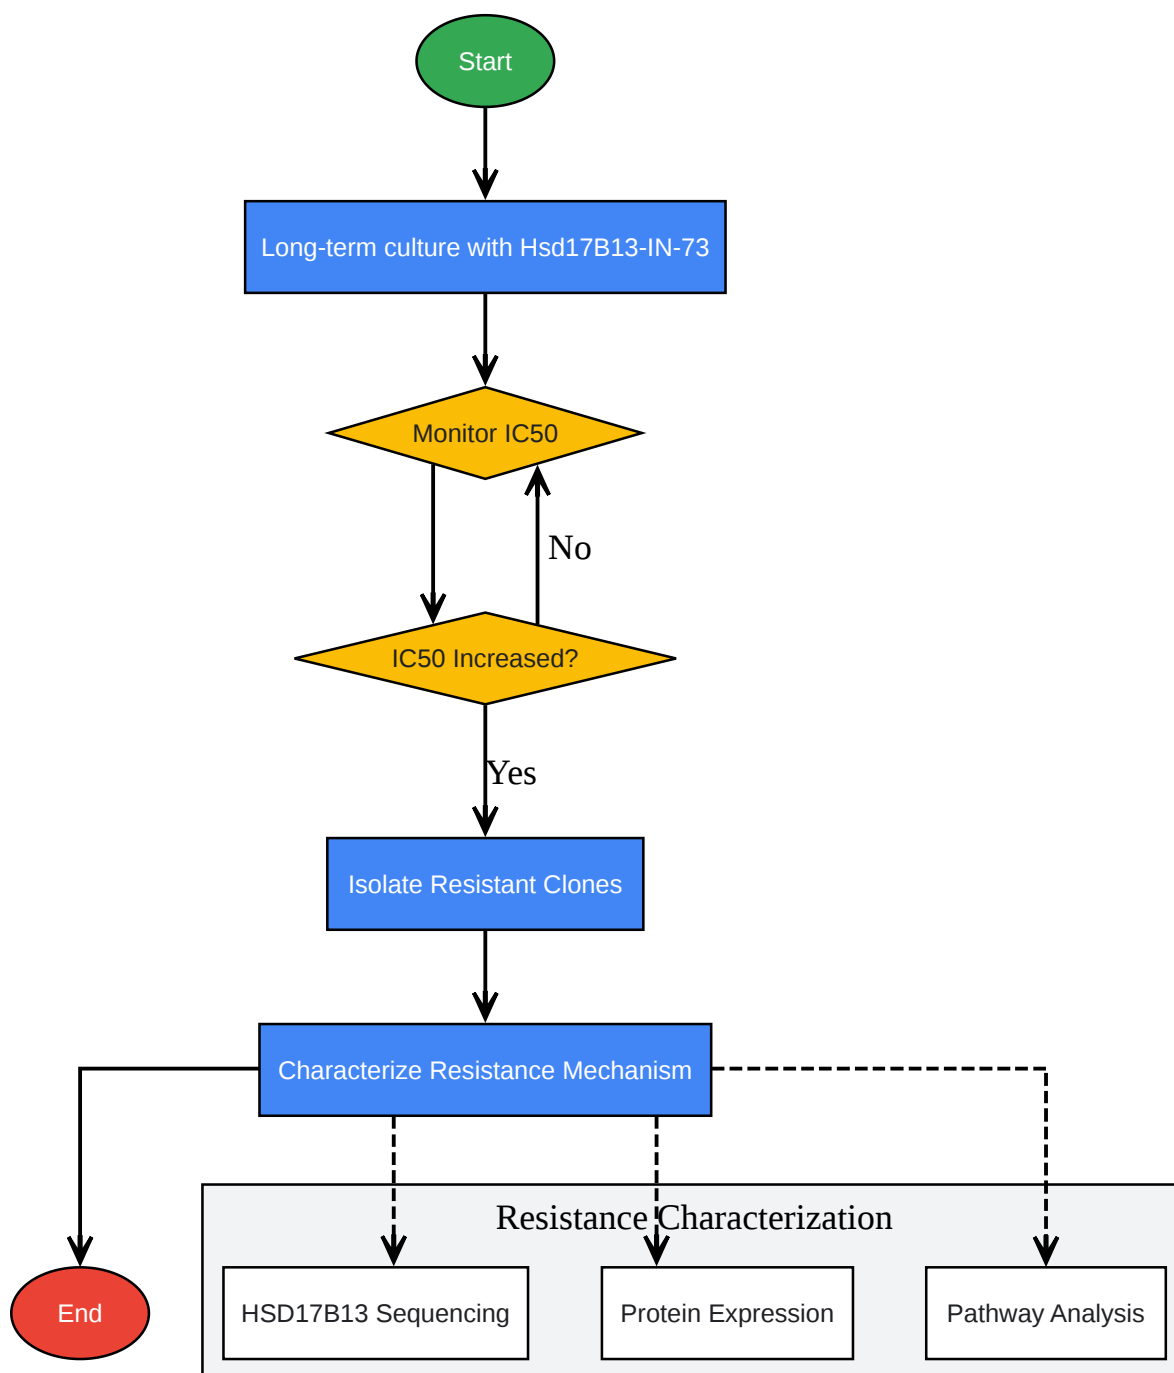 Start
Long-term culture with Hsd17B13-IN-73
Monitor IC50
No
IC50 Increased?
Yes
Isolate Resistant Clones
Characterize Resistance Mechanism
Resistance Characterization
End
HSD17B13 Sequencing
Protein Expression
Pathway Analysis